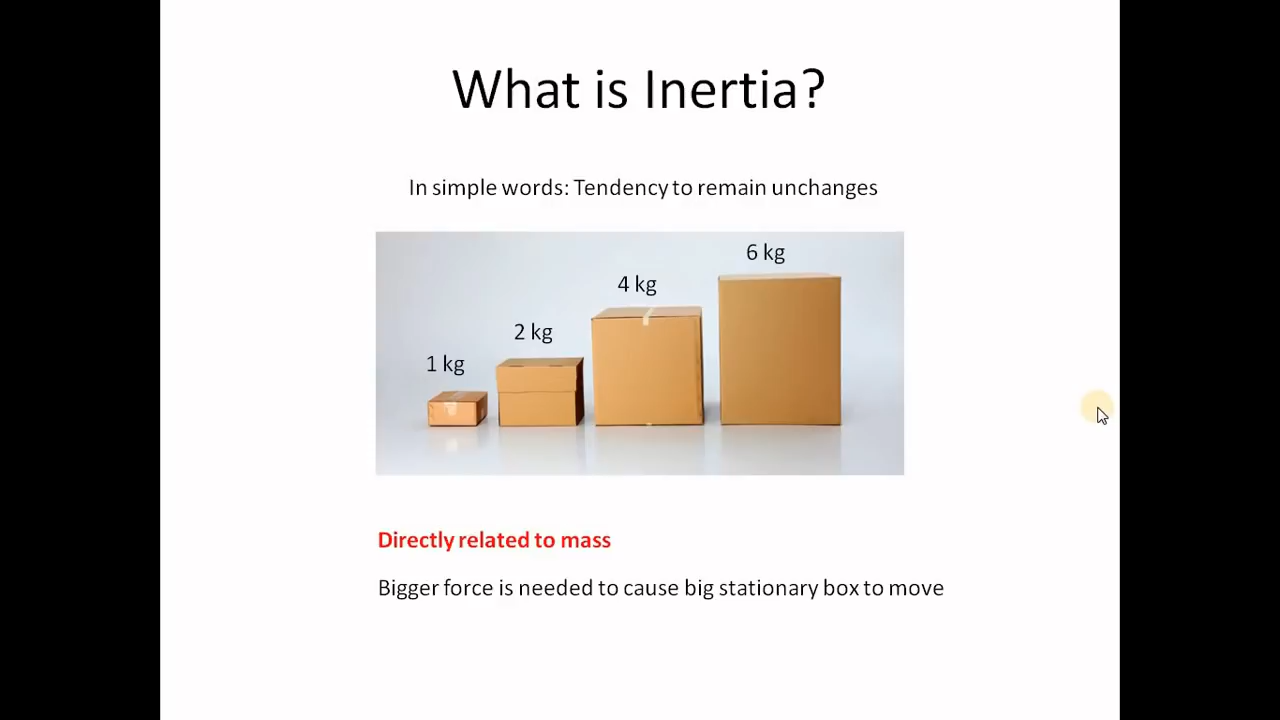 What is Inertia?
In simple words: Tendency to remain unchanges
1 kg
2 kg
4 kg
6 kg
Directly related to mass
Bigger force is needed to cause big stationary box to move